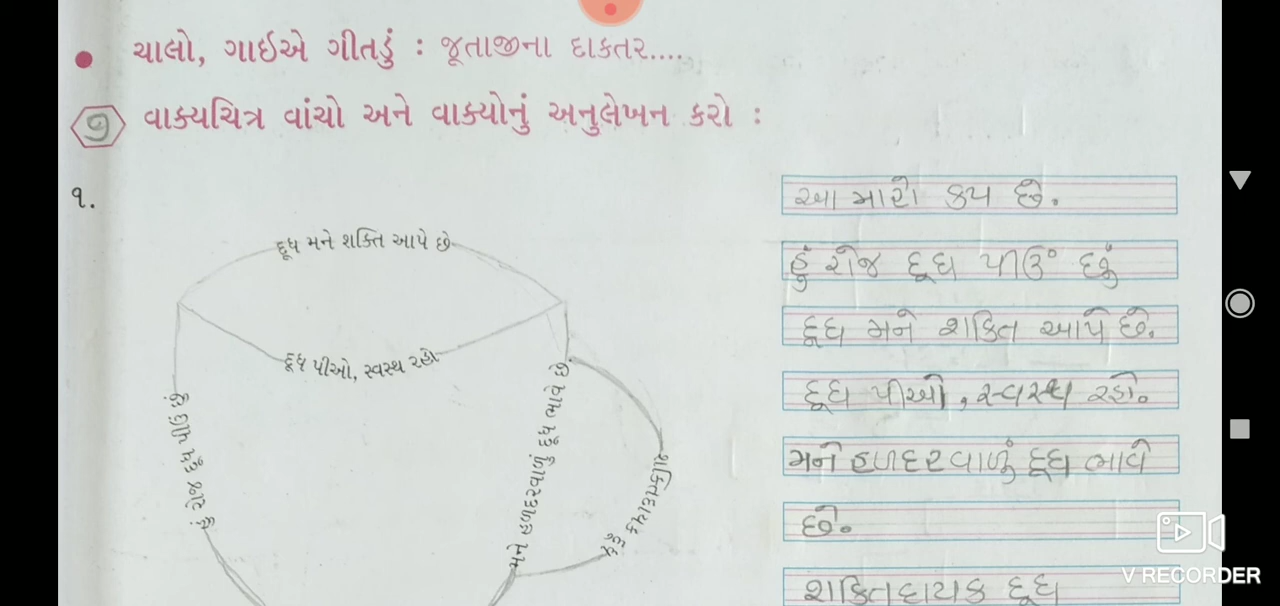 ચાલો, ગાઇએ ગીતડું : જૂતાજીના દાકતર....
૭ વાક્યચિત્ર વાંચો અને વાક્યોનું અનુલેખન કરો :
૧.
દૂધ મને શક્તિ આપે છે
દૂધ પીઓ, સ્વસ્થ રહો
હું રોજ દૂધ પીઉં છું
મને હળદરવાળું દૂધ ભાવે છે.
શક્તિદાયક દૂધ
આ મારો કપ છે.
હું રોજ દૂધ પીઉં છું
દૂધ મને શક્તિ આપે છે.
દૂધ પીઓ, સ્વસ્થ રહો.
મને હળદરવાળું દૂધ ભાવે
છે.
શક્તિદાયક દૂધ
V RECORDER